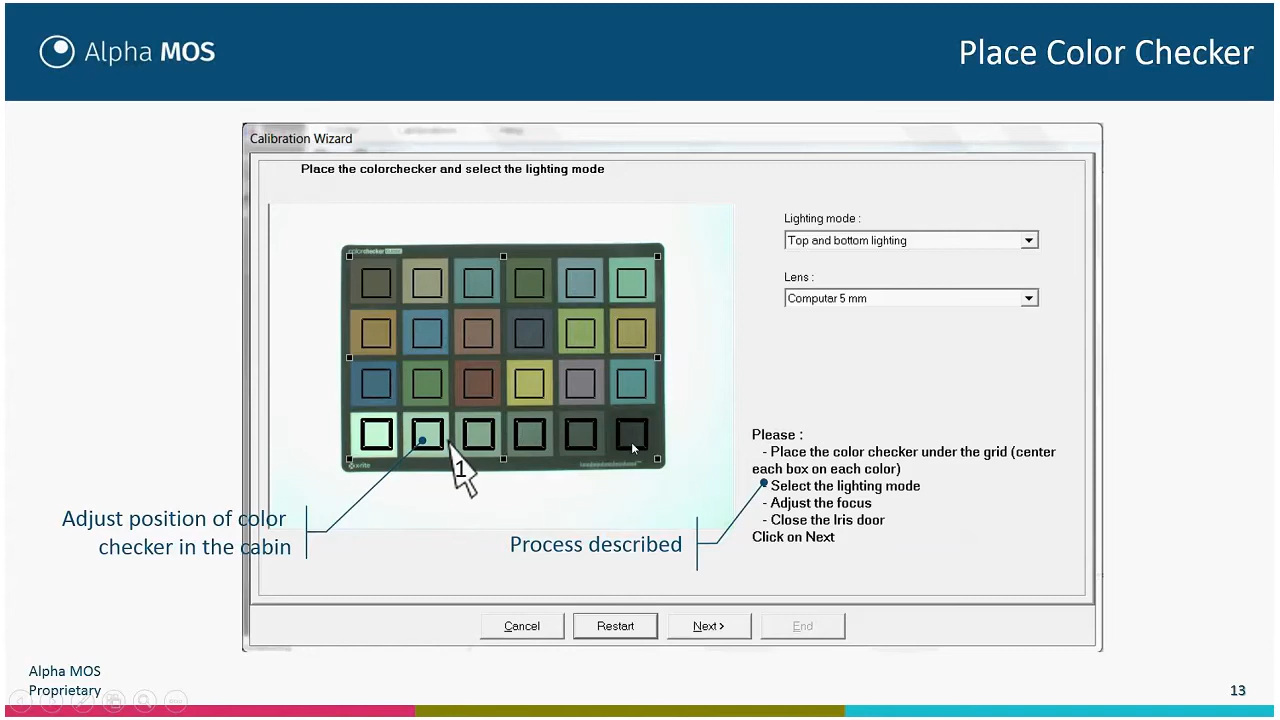 Alpha MOS
Place Color Checker
Calibration Wizard
Place the colorchecker and select the lighting mode
Lighting mode :
Top and bottom lighting
Lens :
Computar 5 mm
colorchecker CLASSIC
x-rite
1
Please :
- Place the color checker under the grid (center
each box on each color)
- Select the lighting mode
- Adjust the focus
- Close the Iris door
Click on Next
Adjust position of color
checker in the cabin
Process described
Cancel
Restart
Next >
End
Alpha MOS
Proprietary
13